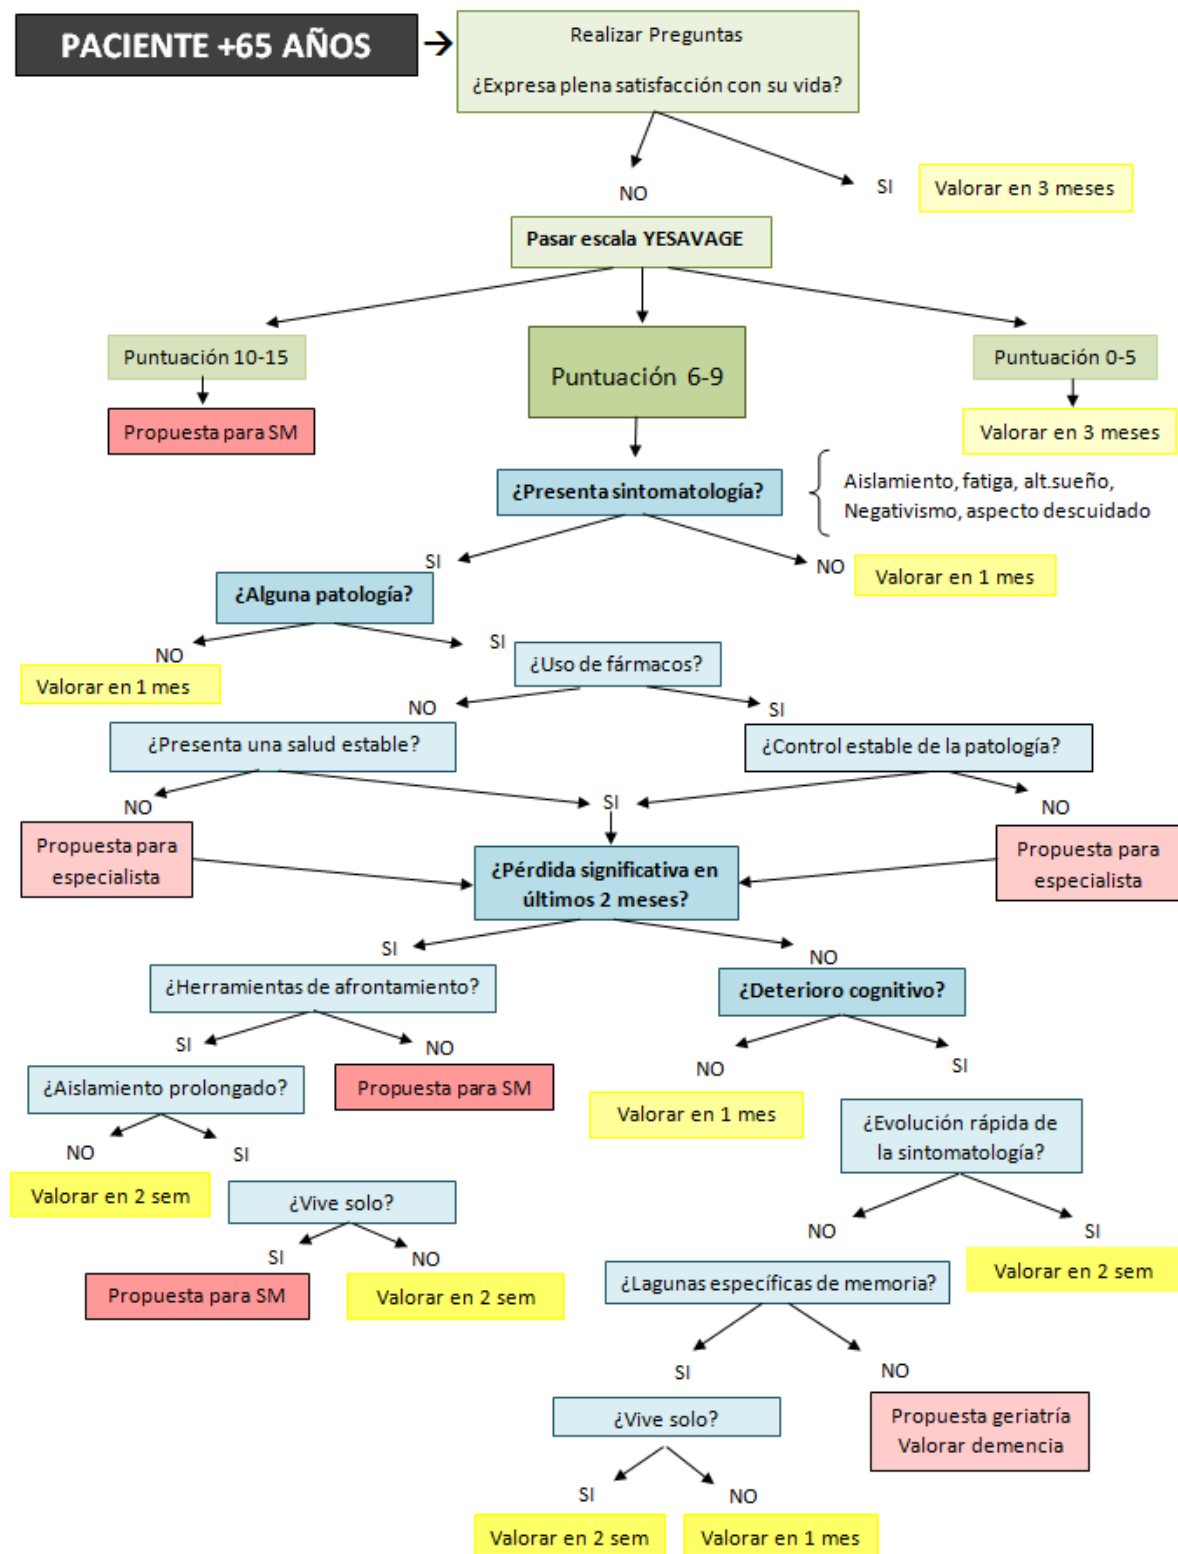 PACIENTE +65 AÑOS
Realizar Preguntas
¿Expresa plena satisfacción con su vida?
NO
SI
Valorar en 3 meses
Pasar escala YESAVAGE
Puntuación 10-15
Puntuación 6-9
Puntuación 0-5
Propuesta para SM
Valorar en 3 meses
¿Presenta sintomatología?
Aislamiento, fatiga, alt.sueño,
Negativismo, aspecto descuidado
SI
NO
Valorar en 1 mes
¿Alguna patología?
NO
SI
Valorar en 1 mes
¿Uso de fármacos?
NO
SI
¿Presenta una salud estable?
¿Control estable de la patología?
NO
SI
NO
Propuesta para
especialista
¿Pérdida significativa en
últimos 2 meses?
Propuesta para
especialista
SI
NO
¿Herramientas de afrontamiento?
¿Deterioro cognitivo?
SI
NO
NO
SI
¿Aislamiento prolongado?
Propuesta para SM
Valorar en 1 mes
¿Evolución rápida de
la sintomatología?
NO
SI
Valorar en 2 sem
¿Vive solo?
NO
SI
SI
NO
Propuesta para SM
Valorar en 2 sem
¿Lagunas específicas de memoria?
Valorar en 2 sem
SI
NO
¿Vive solo?
Propuesta geriatría
Valorar demencia
SI
NO
Valorar en 2 sem
Valorar en 1 mes